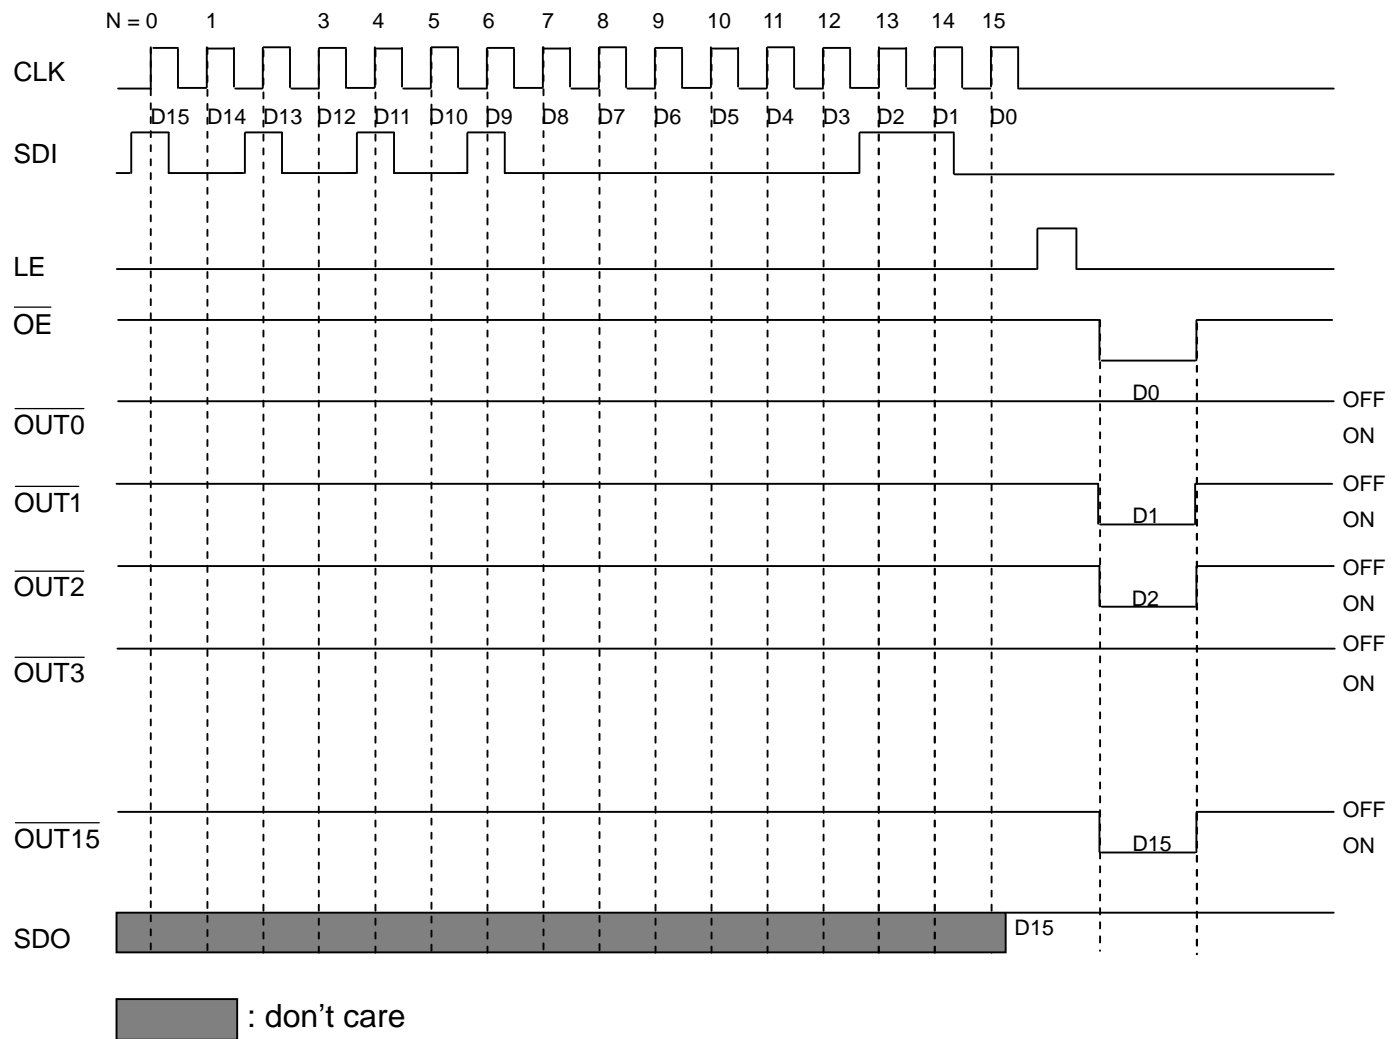 N = 0 1 3 4 5 6 7 8 9 10 11 12 13 14 15
CLK
D15 D14 D13 D12 D11 D10 D9 D8 D7 D6 D5 D4 D3 D2 D1 D0
SDI
LE
OE
D0
OFF
OUT0
ON
OFF
OUT1
D1
ON
OFF
OUT2
D2
ON
OFF
OUT3
ON
OFF
OUT15
D15
ON
D15
SDO
: don’t care